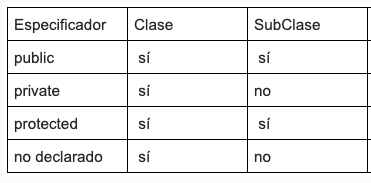 Especificador Clase SubClase
public sí sí
private sí no
protected sí sí
no declarado sí no